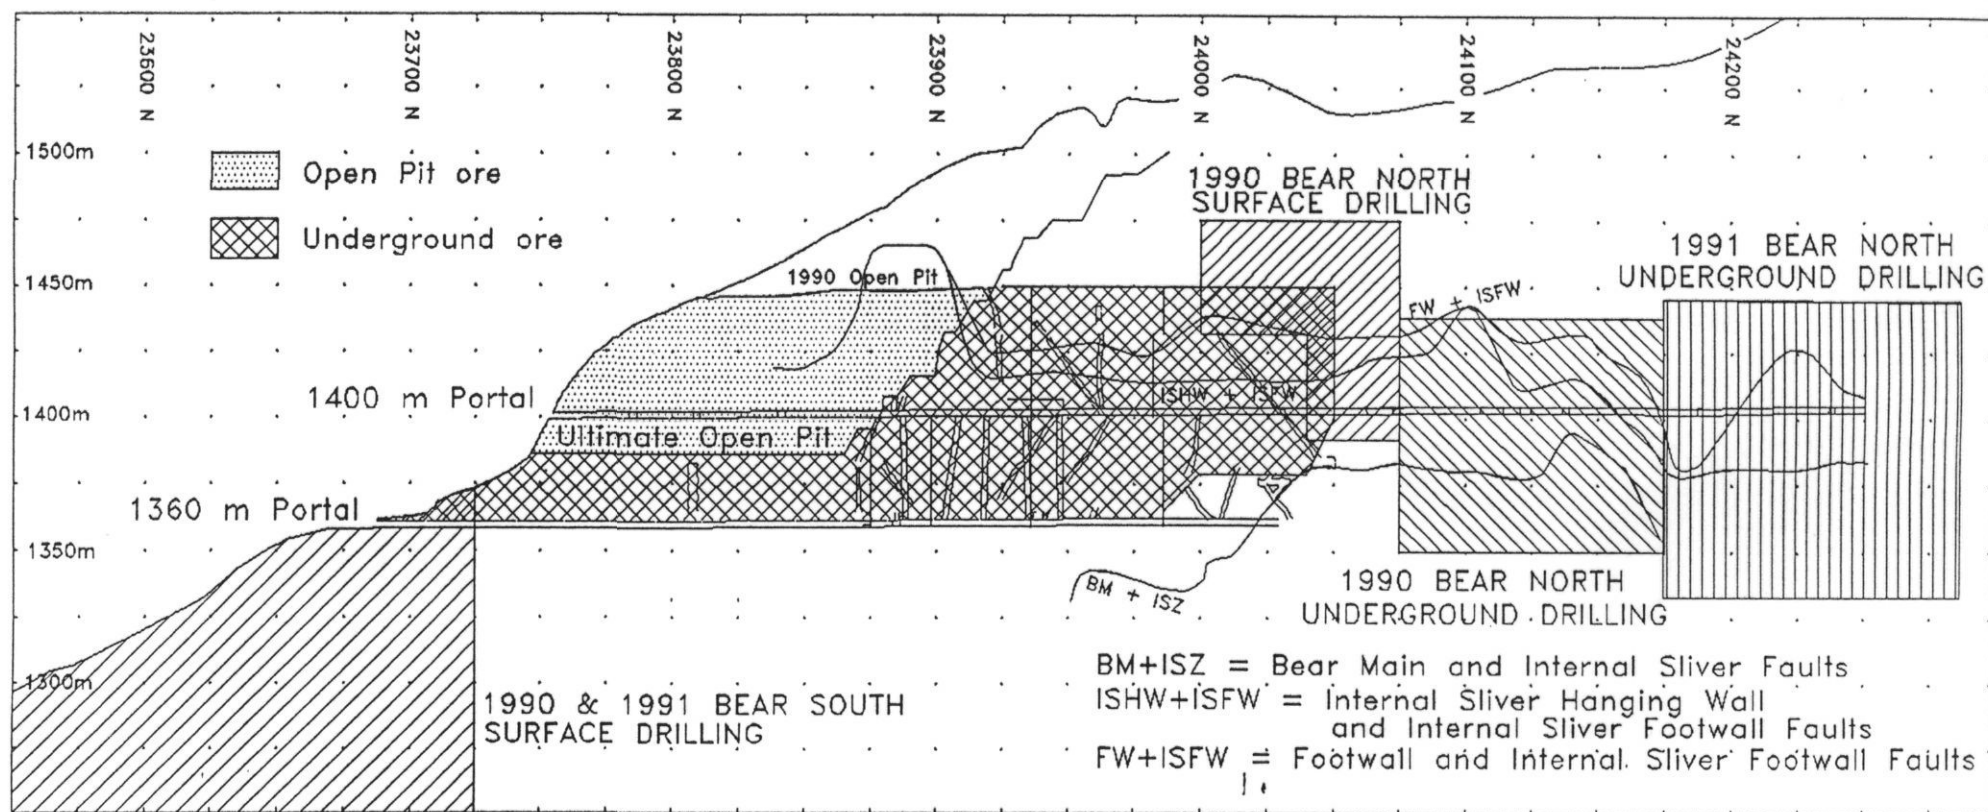 23600 N
23700 N
23800 N
23900 N
24000 N
24100 N
24200 N
1500m
1450m
1400m
1350m
1300m
Open Pit ore
Underground ore
1990 BEAR NORTH
SURFACE DRILLING
1991 BEAR NORTH
UNDERGROUND DRILLING
1990 Open Pit
FW + ISFW
1400 m Portal
ISHW + ISFW
Ultimate Open Pit
1360 m Portal
BM + ISZ
1990 BEAR NORTH
UNDERGROUND DRILLING
1990 & 1991 BEAR SOUTH
SURFACE DRILLING
BM+ISZ = Bear Main and Internal Sliver Faults
ISHW+ISFW = Internal Sliver Hanging Wall
and Internal Sliver Footwall Faults
FW+ISFW = Footwall and Internal Sliver Footwall Faults